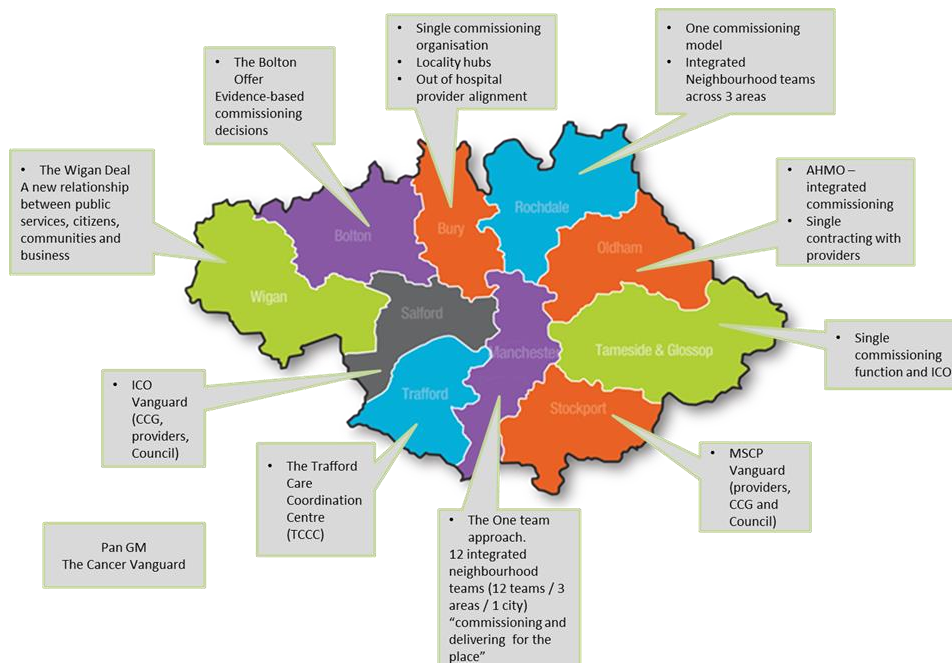 • Single commissioning
organisation
• Locality hubs
• Out of hospital
provider alignment
• One commissioning
model
• Integrated
Neighbourhood teams
across 3 areas
• The Bolton
Offer
Evidence-based
commissioning
decisions
• The Wigan Deal
A new relationship
between public
services, citizens,
communities and
business
• AHMO –
integrated
commissioning
• Single
contracting with
providers
Rochdale
Bury
Bolton
Oldham
Wigan
Salford
Manchester
Tameside & Glossop
Trafford
Stockport
• Single
commissioning
function and ICO
• ICO
Vanguard
(CCG,
providers,
Council)
• The Trafford
Care
Coordination
Centre
(TCCC)
• MSCP
Vanguard
(providers,
CCG and
Council)
• The One team
approach.
12 integrated
neighbourhood
teams (12 teams / 3
areas / 1 city)
“commissioning and
delivering for the
place”
Pan GM
The Cancer Vanguard